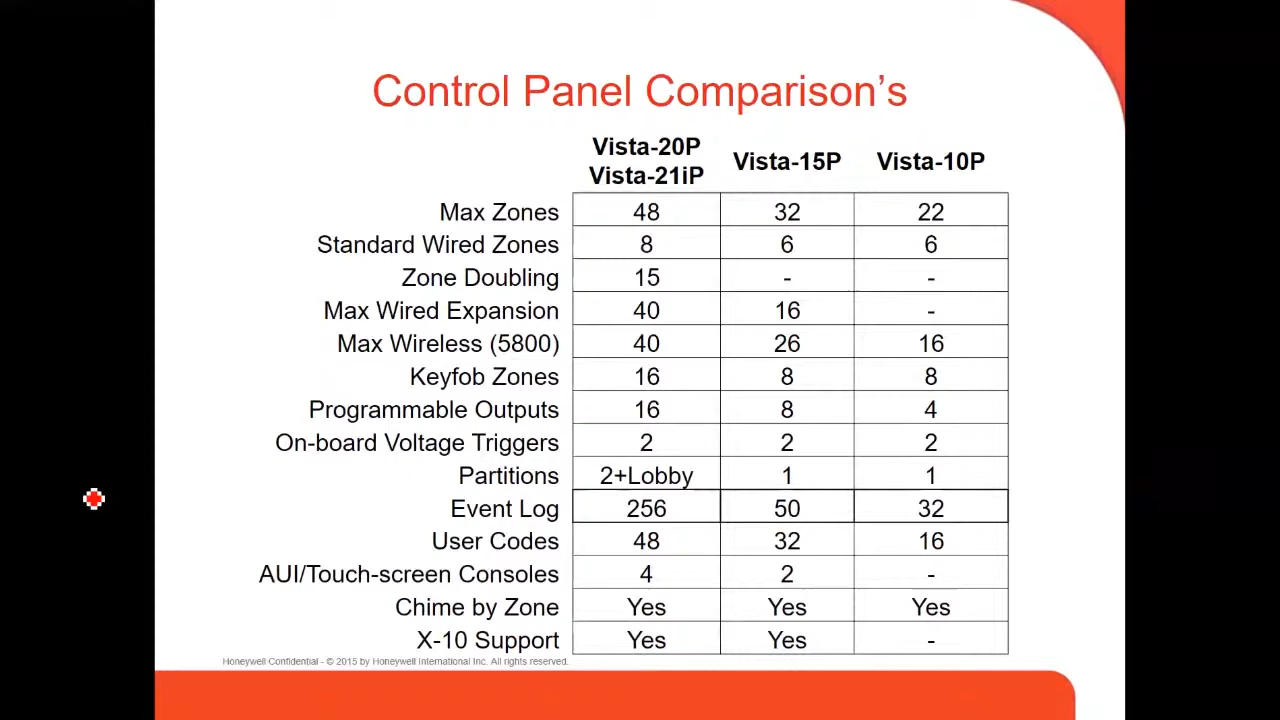 Control Panel Comparison’s
Vista-20P
Vista-21iP Vista-15P Vista-10P
Max Zones 48 32 22
Standard Wired Zones 8 6 6
Zone Doubling 15 - -
Max Wired Expansion 40 16 -
Max Wireless (5800) 40 26 16
Keyfob Zones 16 8 8
Programmable Outputs 16 8 4
On-board Voltage Triggers 2 2 2
Partitions 2+Lobby 1 1
Event Log 256 50 32
User Codes 48 32 16
AUI/Touch-screen Consoles 4 2 -
Chime by Zone Yes Yes Yes
X-10 Support Yes Yes -
Honeywell Confidential - © 2015 by Honeywell International Inc. All rights reserved.